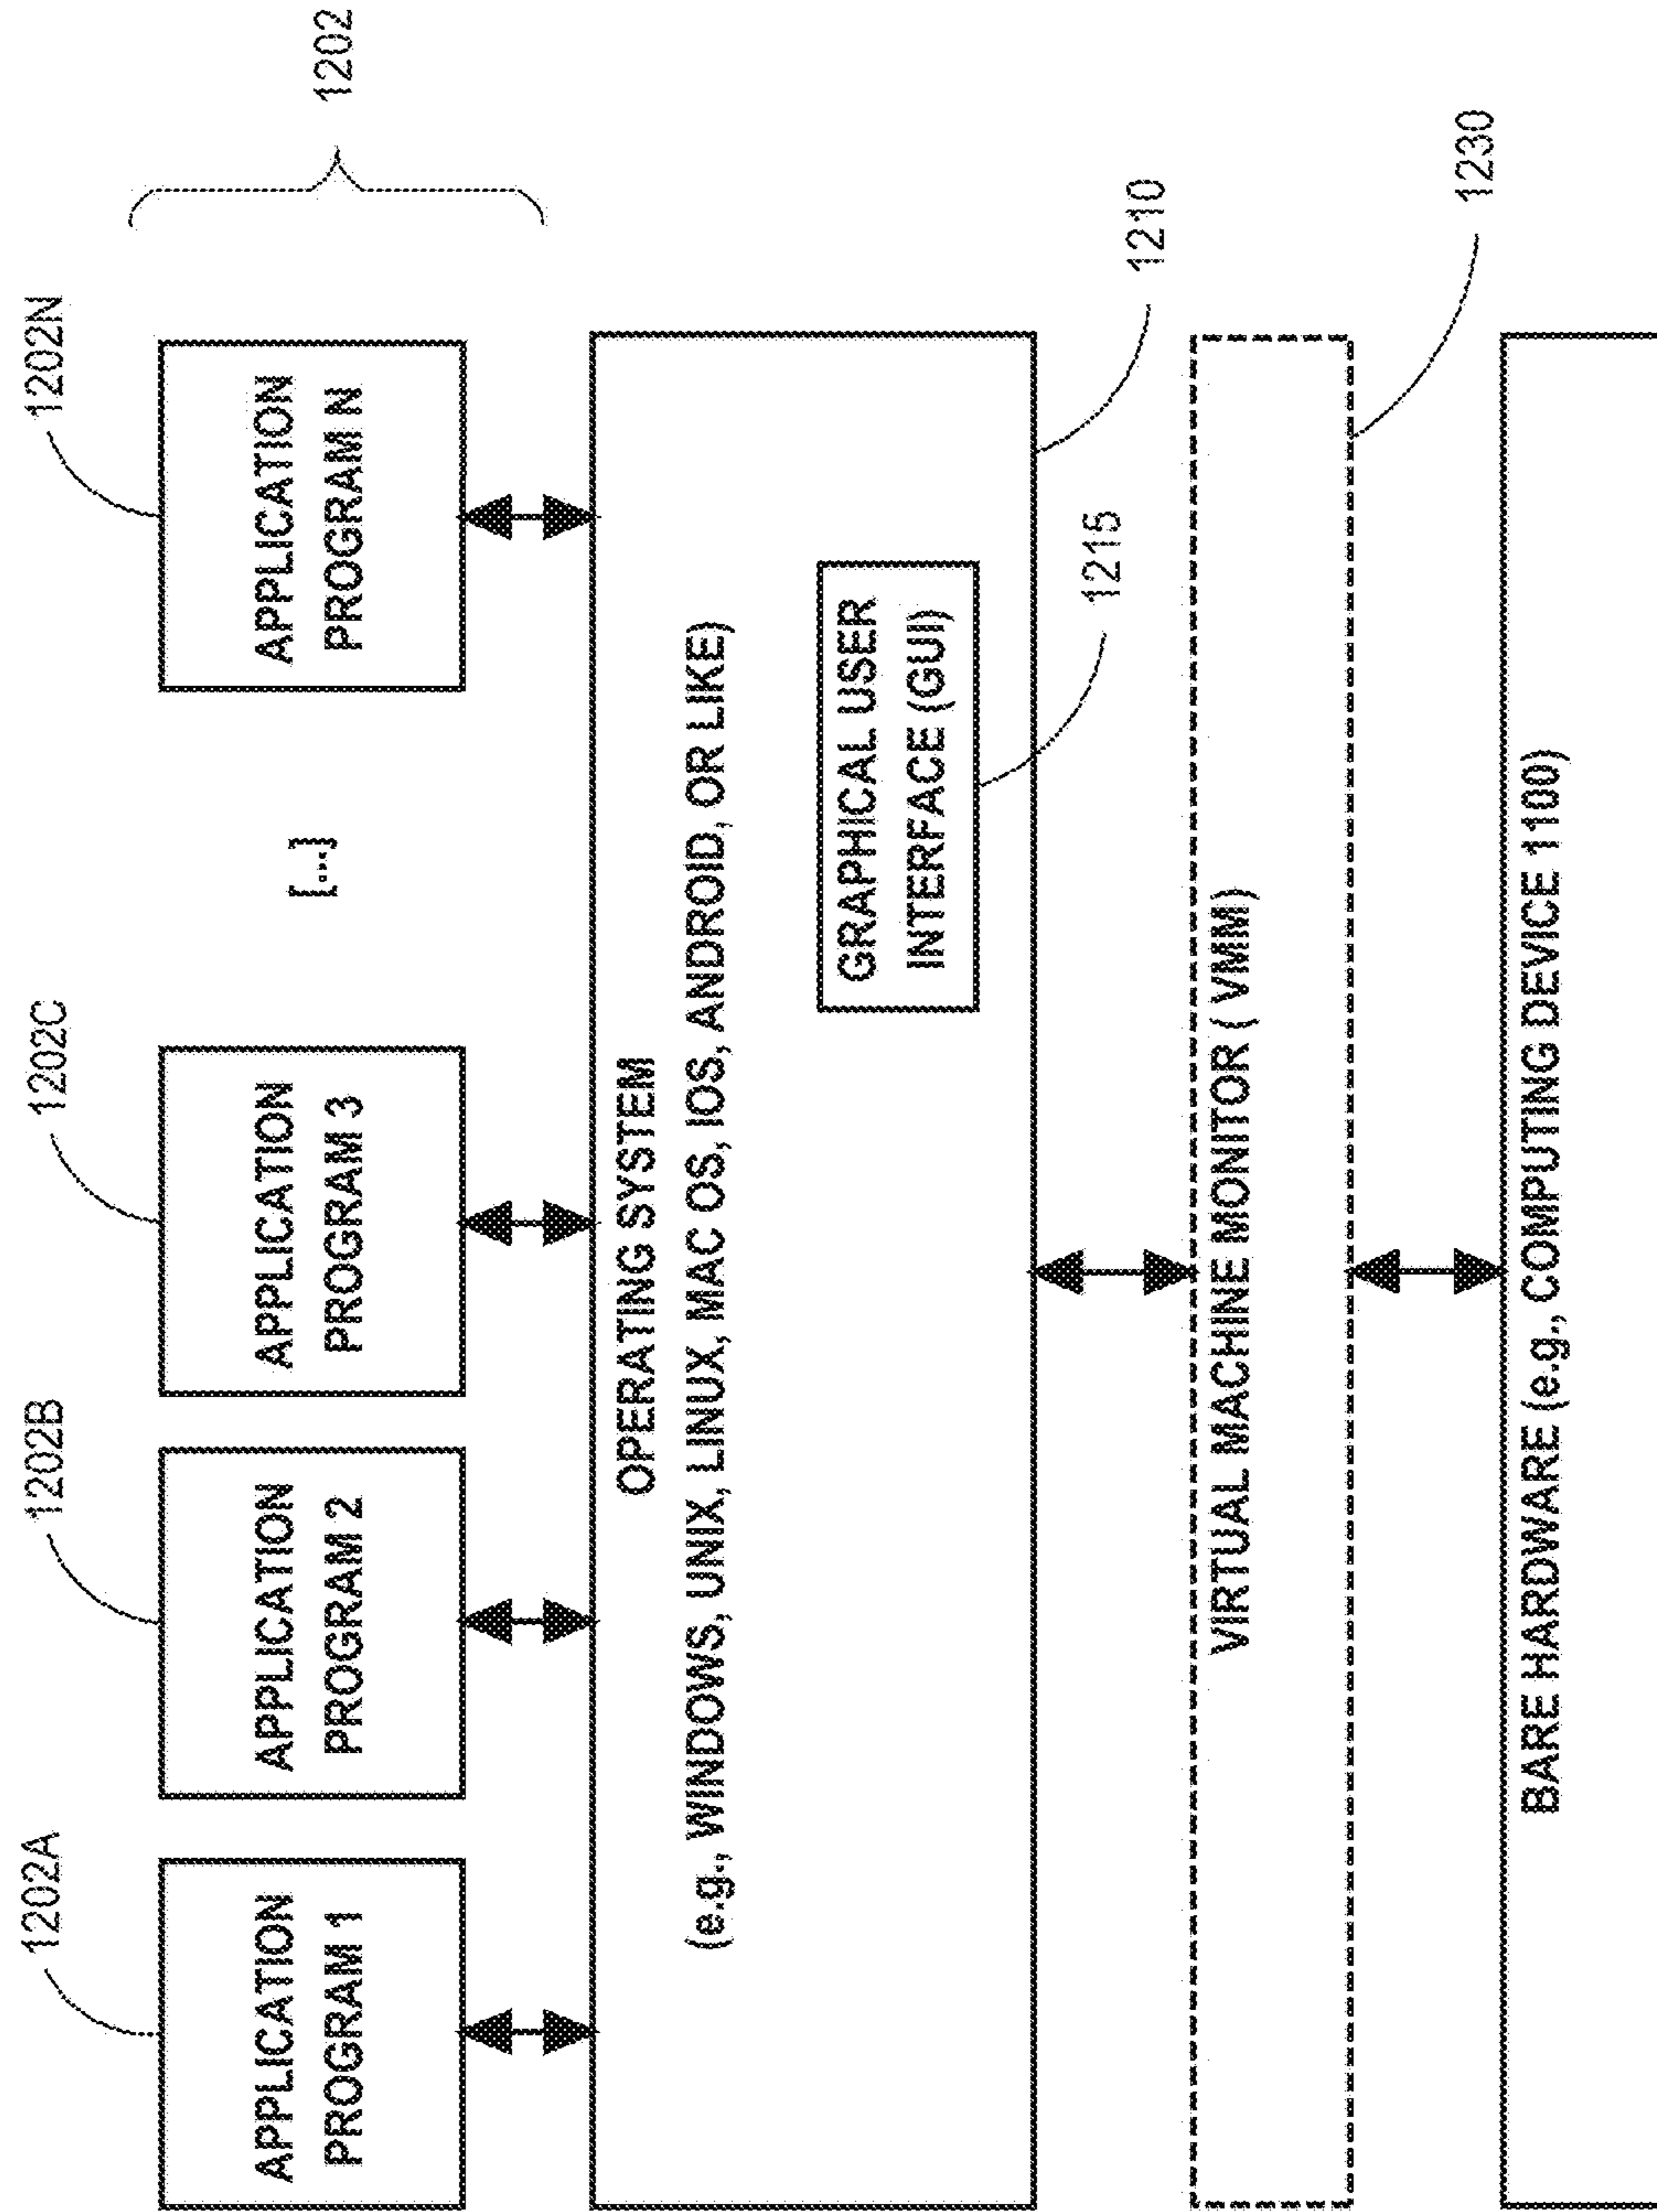 1202A
1202B
1202C
1202N
1202
APPLICATION
PROGRAM 1
APPLICATION
PROGRAM 2
APPLICATION
PROGRAM 3
[...]
APPLICATION
PROGRAM N
OPERATING SYSTEM
(e.g., WINDOWS, UNIX, LINUX, MAC OS, IOS, ANDROID, OR LIKE)
GRAPHICAL USER
INTERFACE (GUI)
1210
1215
VIRTUAL MACHINE MONITOR ( VMM)
1230
BARE HARDWARE (e.g., COMPUTING DEVICE 1100)